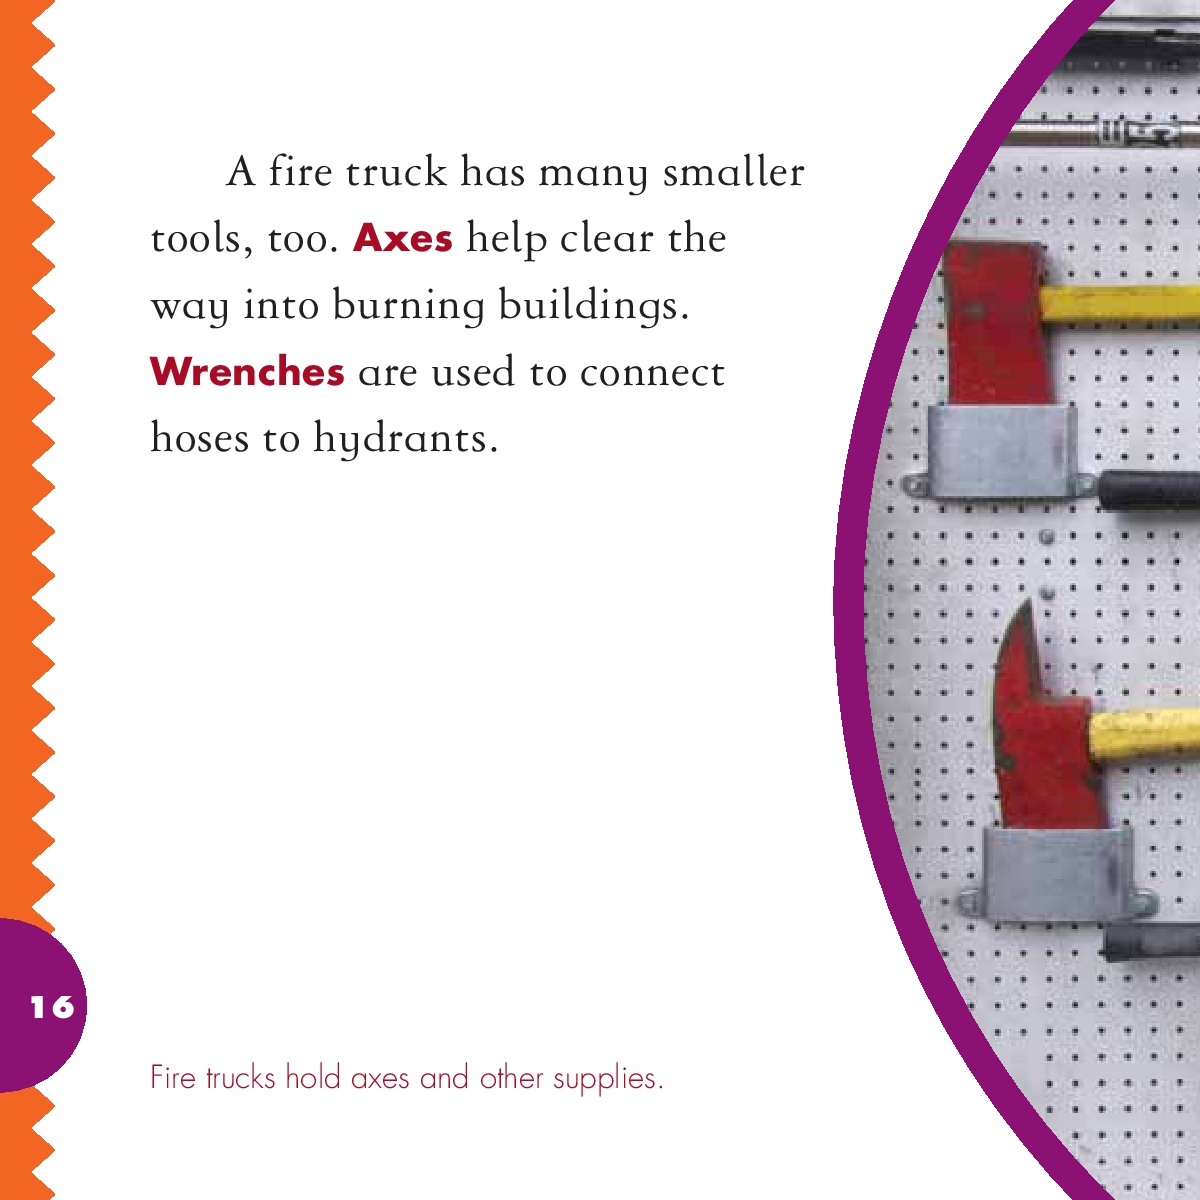 A fire truck has many smaller
tools, too. Axes help clear the
way into burning buildings.
Wrenches are used to connect
hoses to hydrants.
16
Fire trucks hold axes and other supplies.